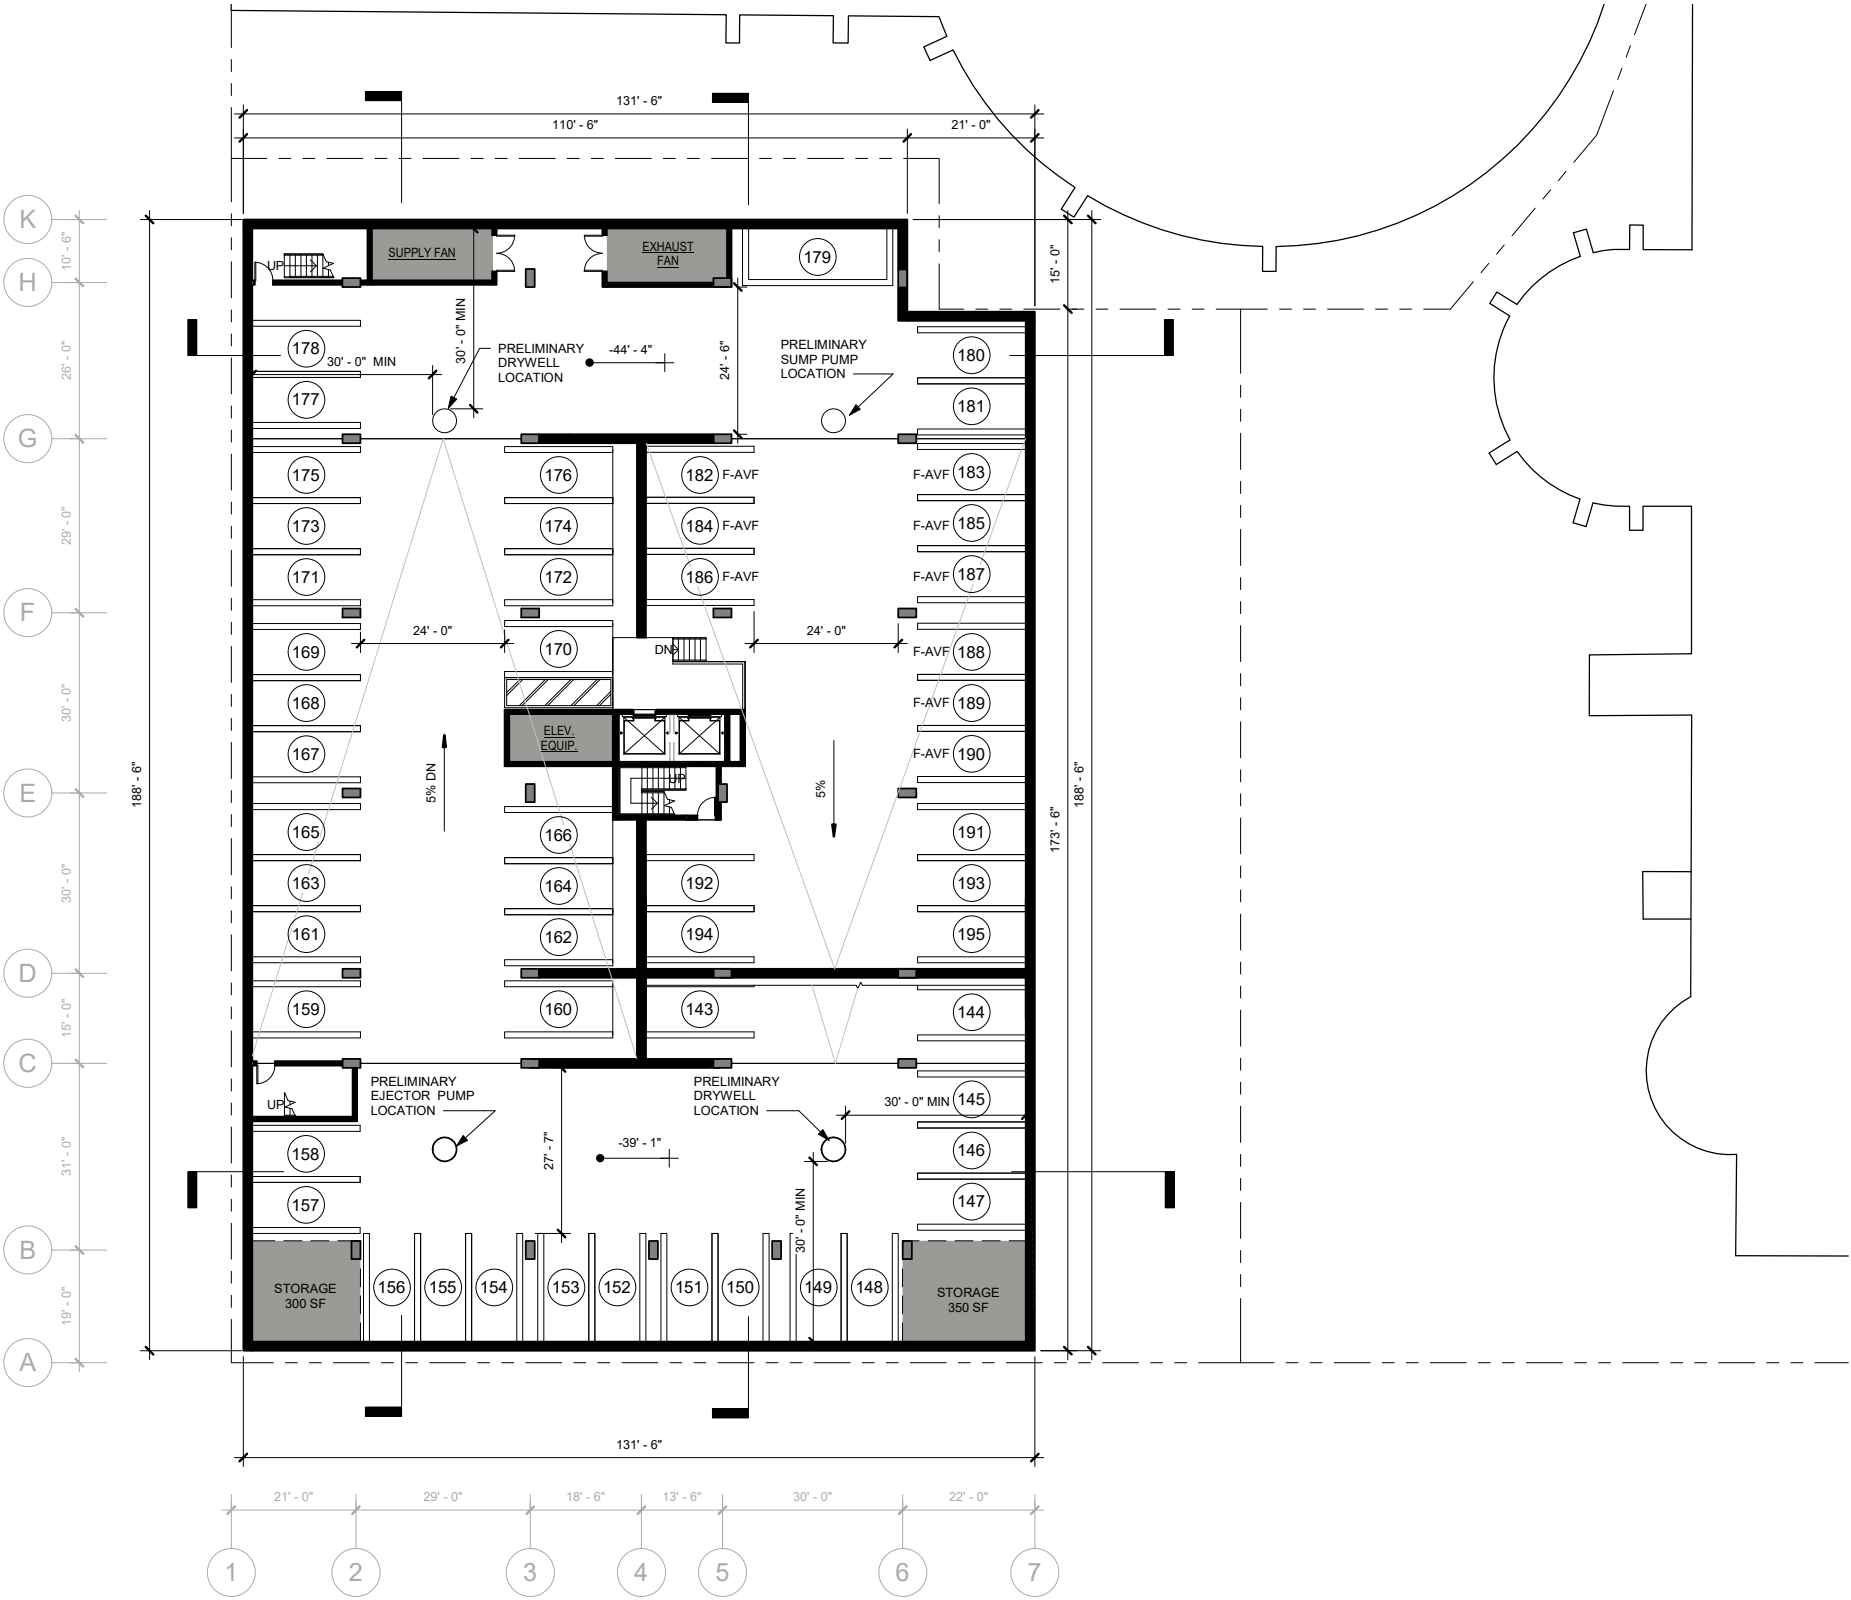 131' - 6"
110' - 6"
21' - 0"
K
H
G
F
E
D
C
B
A
10' - 6"
26' - 0"
29' - 0"
30' - 0"
30' - 0"
15' - 0"
31' - 0"
19' - 0"
188' - 6"
UP
SUPPLY FAN
EXHAUST
FAN
179
15' - 0"
178
30' - 0" MIN
30' - 0" MIN
PRELIMINARY
DRYWELL
LOCATION
-44' - 4"
24' - 6"
PRELIMINARY
SUMP PUMP
LOCATION
180
177
181
175
176
182 F-AVF
F-AVF 183
173
174
184 F-AVF
F-AVF 185
171
172
186 F-AVF
F-AVF 187
24' - 0"
24' - 0"
169
170
DN
F-AVF 188
168
F-AVF 189
167
ELEV.
EQUIP.
F-AVF 190
5% DN
5%
UP
173' - 6"
188' - 6"
165
166
191
163
164
192
193
161
162
194
195
159
160
143
144
UP
PRELIMINARY
EJECTOR PUMP
LOCATION
PRELIMINARY
DRYWELL
LOCATION
30' - 0" MIN
145
158
27' - 7"
-39' - 1"
146
157
30' - 0" MIN
147
STORAGE
300 SF
156
155
154
153
152
151
150
149
148
STORAGE
350 SF
131' - 6"
21' - 0"
29' - 0"
18' - 6"
13' - 6"
30' - 0"
22' - 0"
1
2
3
4
5
6
7